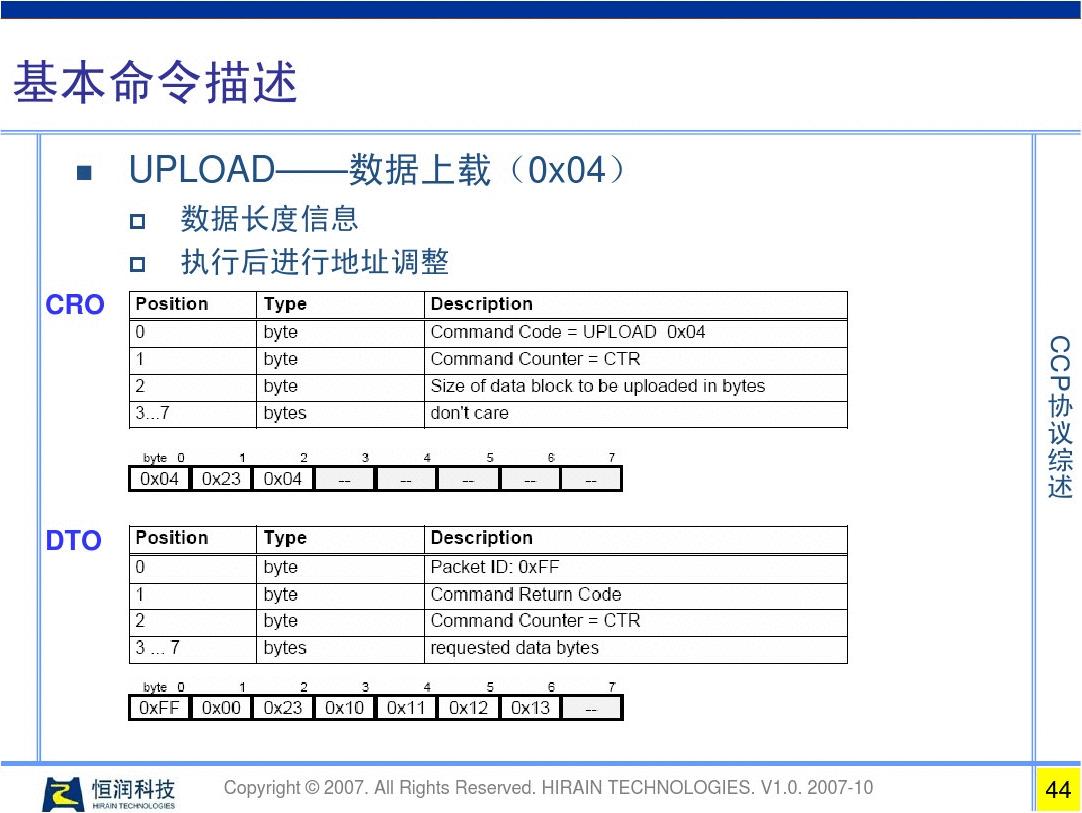 基本命令描述
UPLOAD——数据上载（0x04）
数据长度信息
执行后进行地址调整
CRO
Position Type Description
0 byte Command Code = UPLOAD 0x04
1 byte Command Counter = CTR
2 byte Size of data block to be uploaded in bytes
3...7 bytes don't care
byte 0 1 2 3 4 5 6 7
0x04 0x23 0x04 -- -- -- -- --
DTO
Position Type Description
0 byte Packet ID: 0xFF
1 byte Command Return Code
2 byte Command Counter = CTR
3 ... 7 bytes requested data bytes
byte 0 1 2 3 4 5 6 7
0xFF 0x00 0x23 0x10 0x11 0x12 0x13 --
CCP协议综述
恒润科技
HIRAIN TECHNOLOGIES
Copyright © 2007. All Rights Reserved. HIRAIN TECHNOLOGIES. V1.0. 2007-10
44